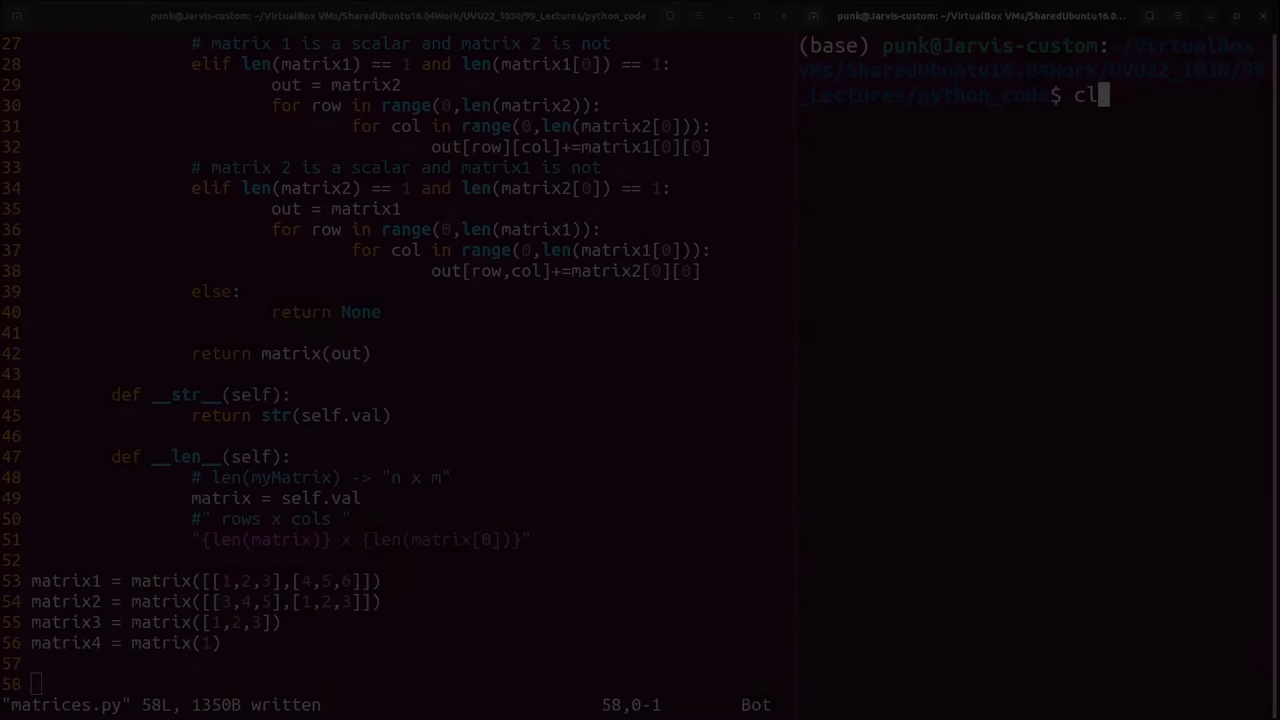 punk@Jarvis-custom: ~/VirtualBox VMs/SharedUbuntu16.04Work/UVU22_1030/99_Lectures/python_code
27 # matrix 1 is a scalar and matrix 2 is not
28 elif len(matrix1) == 1 and len(matrix1[0]) == 1:
29 out = matrix2
30 for row in range(0,len(matrix2)):
31 for col in range(0,len(matrix2[0])):
32 out[row][col]+=matrix1[0][0]
33 # matrix 2 is a scalar and matrix1 is not
34 elif len(matrix2) == 1 and len(matrix2[0]) == 1:
35 out = matrix1
36 for row in range(0,len(matrix1)):
37 for col in range(0,len(matrix1[0])):
38 out[row,col]+=matrix2[0][0]
39 else:
40 return None
41
42 return matrix(out)
43
44 def __str__(self):
45 return str(self.val)
46
47 def __len__(self):
48 # len(myMatrix) -> "n x m"
49 matrix = self.val
50 #" rows x cols "
51 "{len(matrix)} x {len(matrix[0])}"
52
53 matrix1 = matrix([[1,2,3],[4,5,6]])
54 matrix2 = matrix([[3,4,5],[1,2,3]])
55 matrix3 = matrix([1,2,3])
56 matrix4 = matrix(1)
57
58
"matrices.py" 58L, 1350B written 58,0-1 Bot
punk@Jarvis-custom: ~/VirtualBox VMs/SharedUbuntu16.0...
(base) punk@Jarvis-custom:~/VirtualBox
VMs/SharedUbuntu16.04Work/UVU22_1030/99
_Lectures/python_code$ cl